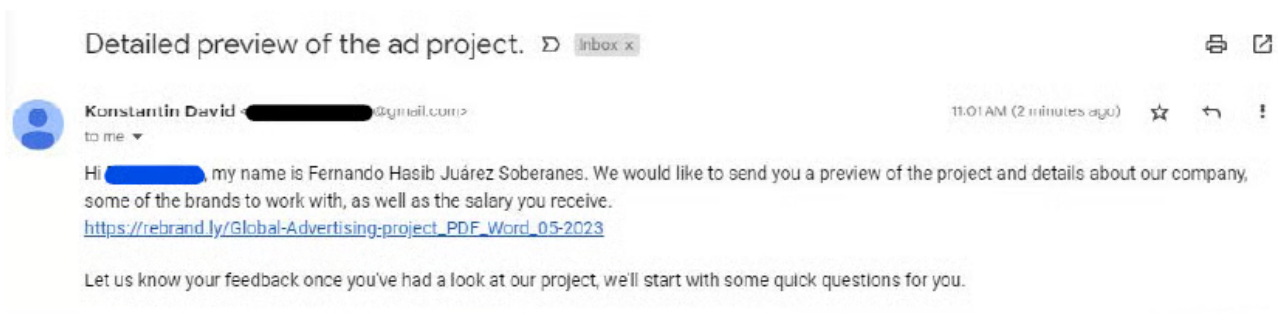 Detailed preview of the ad project. Inbox x
Konstantin David < @gmail.com> 11:01 AM (2 minutes ago)
to me
Hi , my name is Fernando Hasib Juárez Soberanes. We would like to send you a preview of the project and details about our company,
some of the brands to work with, as well as the salary you receive.
https://rebrand.ly/Global-Advertising-project_PDF_Word_05-2023
Let us know your feedback once you've had a look at our project, we'll start with some quick questions for you.